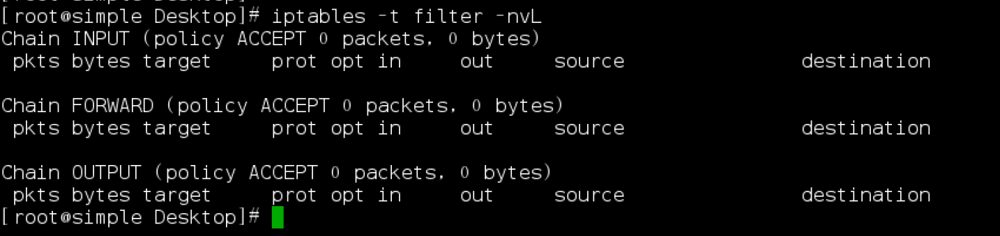 [root@simple Desktop]# iptables -t filter -nvL
Chain INPUT (policy ACCEPT 0 packets, 0 bytes)
 pkts bytes target     prot opt in     out     source               destination
Chain FORWARD (policy ACCEPT 0 packets, 0 bytes)
 pkts bytes target     prot opt in     out     source               destination
Chain OUTPUT (policy ACCEPT 0 packets, 0 bytes)
 pkts bytes target     prot opt in     out     source               destination
[root@simple Desktop]#